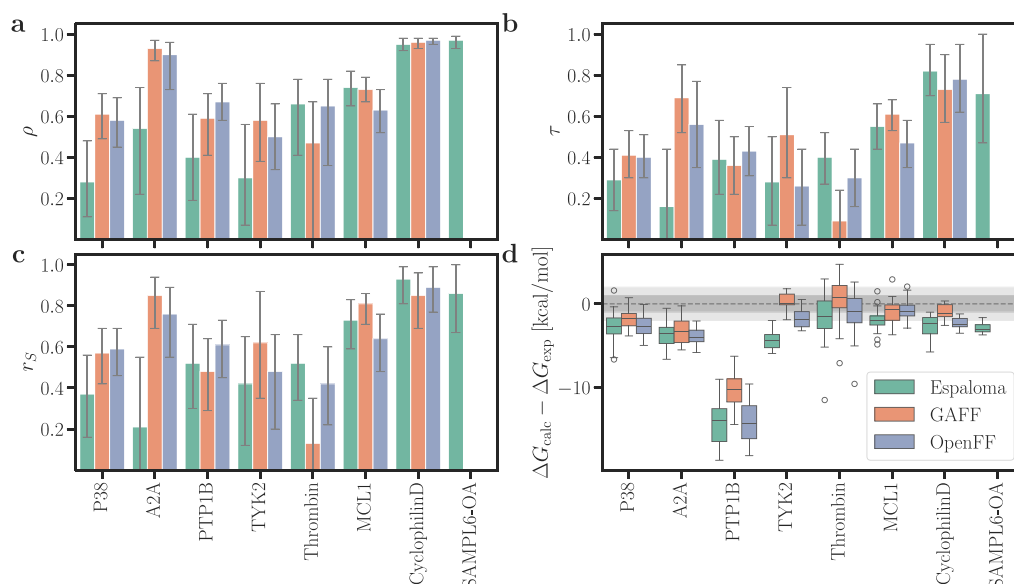 a
1.0
0.8
0.6
0.4
0.2
ρ
b
1.0
0.8
0.6
0.4
0.2
τ
c
1.0
0.8
0.6
0.4
0.2
r_S
P38
A2A
PTP1B
TYK2
Thrombin
MCL1
CyclophilinD
SAMPL6-OA
d
0
−10
ΔG_calc − ΔG_exp [kcal/mol]
Espaloma
GAFF
OpenFF
P38
A2A
PTP1B
TYK2
Thrombin
MCL1
CyclophilinD
SAMPL6-OA